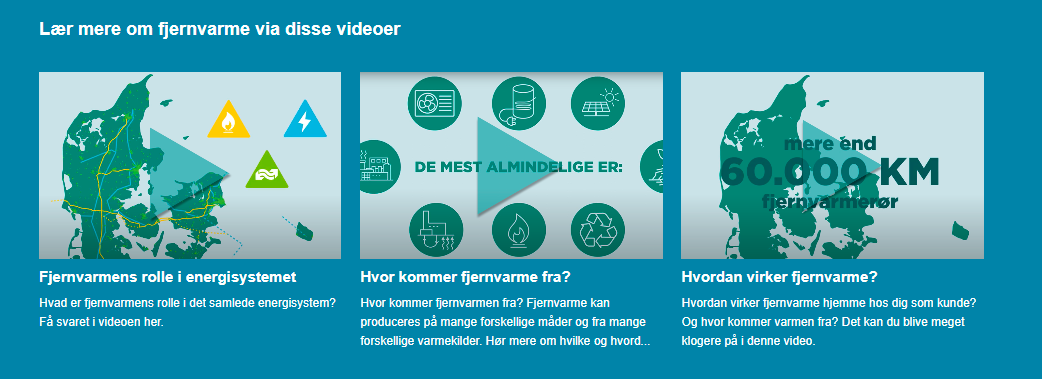 Lær mere om fjernvarme via disse videoer
DE MEST ALMINDELIGE ER:
mere end
60.000 KM
fjernvarmerør
Fjernvarmens rolle i energisystemet
Hvad er fjernvarmens rolle i det samlede energisystem?
Få svaret i videoen her.
Hvor kommer fjernvarme fra?
Hvor kommer fjernvarmen fra? Fjernvarme kan
produceres på mange forskellige måder og fra mange
forskellige varmekilder. Hør mere om hvilke og hvord...
Hvordan virker fjernvarme?
Hvordan virker fjernvarme hjemme hos dig som kunde?
Og hvor kommer varmen fra? Det kan du blive meget
klogere på i denne video.